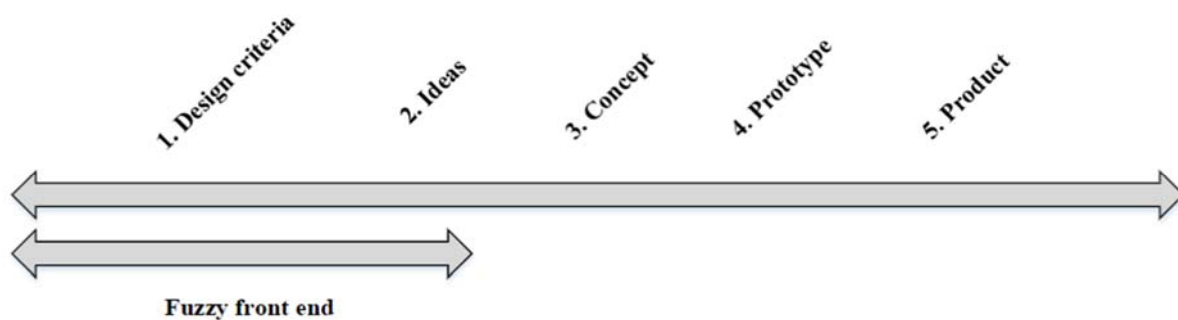 1. Design criteria
2. Ideas
3. Concept
4. Prototype
5. Product
Fuzzy front end